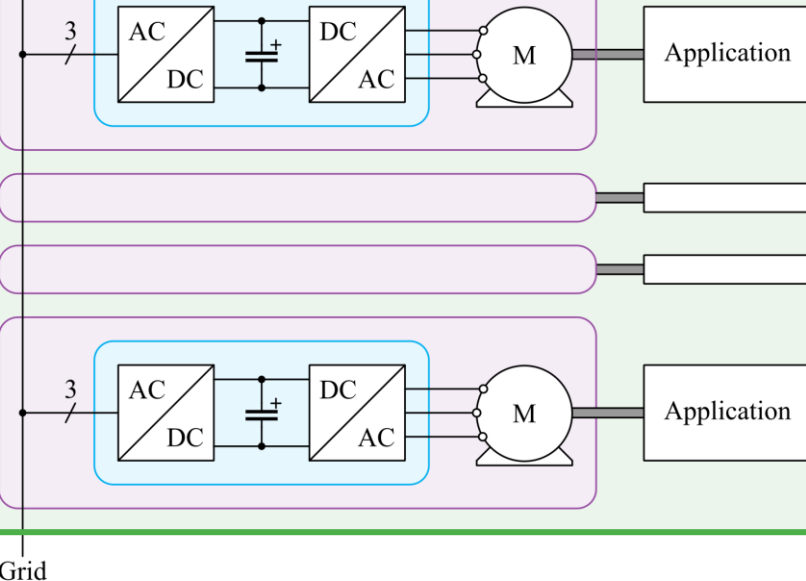 3
AC
DC
+
DC
AC
M
Application
3
AC
DC
+
DC
AC
M
Application
Grid